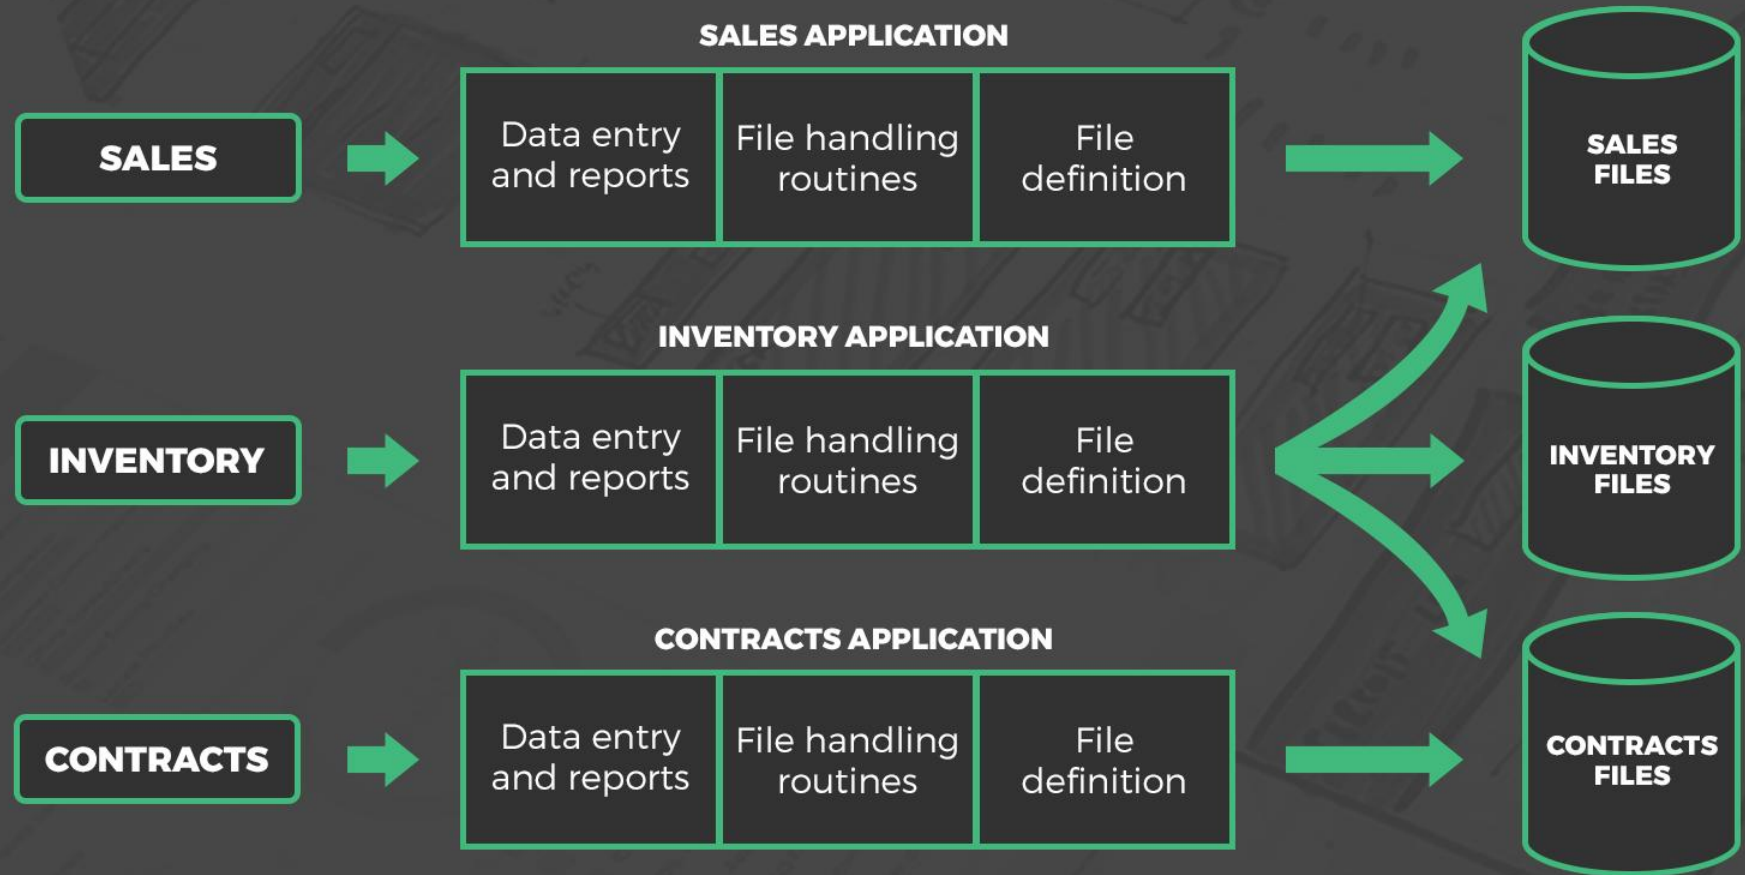 SALES APPLICATION
SALES
Data entry
and reports
File handling
routines
File
definition
SALES
FILES
INVENTORY APPLICATION
INVENTORY
Data entry
and reports
File handling
routines
File
definition
INVENTORY
FILES
CONTRACTS APPLICATION
CONTRACTS
Data entry
and reports
File handling
routines
File
definition
CONTRACTS
FILES